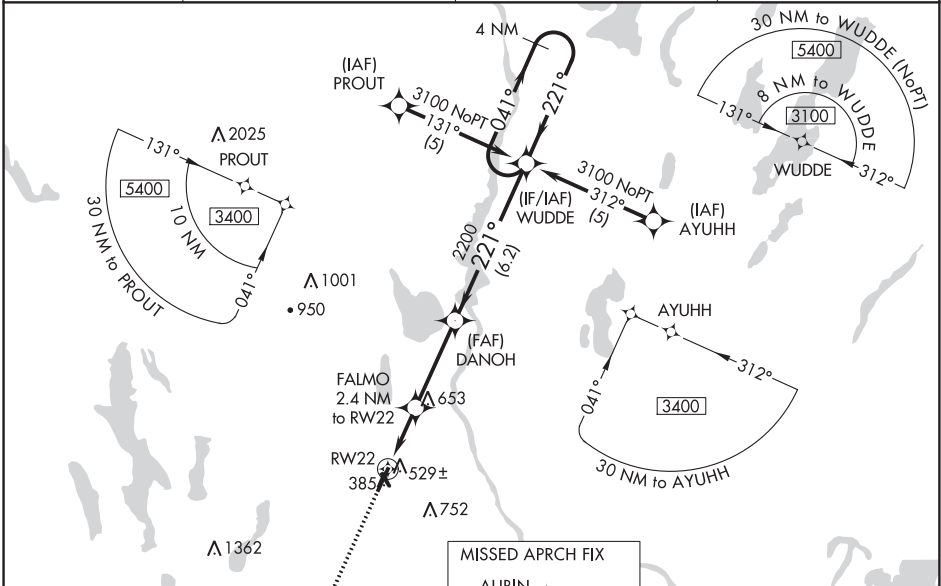 4 NM
(IAF)
PROUT
3100 NoPT
131°
(5)
041°
221°
30 NM to WUDDE (NoPT)
5400
8 NM to WUDDE
3100
131°
312°
WUDDE
131°
2025
PROUT
5400
3400
10 NM
30 NM to PROUT
041°
1001
950
3100 NoPT
312°
(5)
(IF/IAF)
WUDDE
(IAF)
AYUHH
2200
221°
(6.2)
(FAF)
DANOH
AYUHH
312°
041°
3400
30 NM to AYUHH
FALMO
2.4 NM
to RW22
653
RW22
529±
385
752
1362
MISSED APRCH FIX